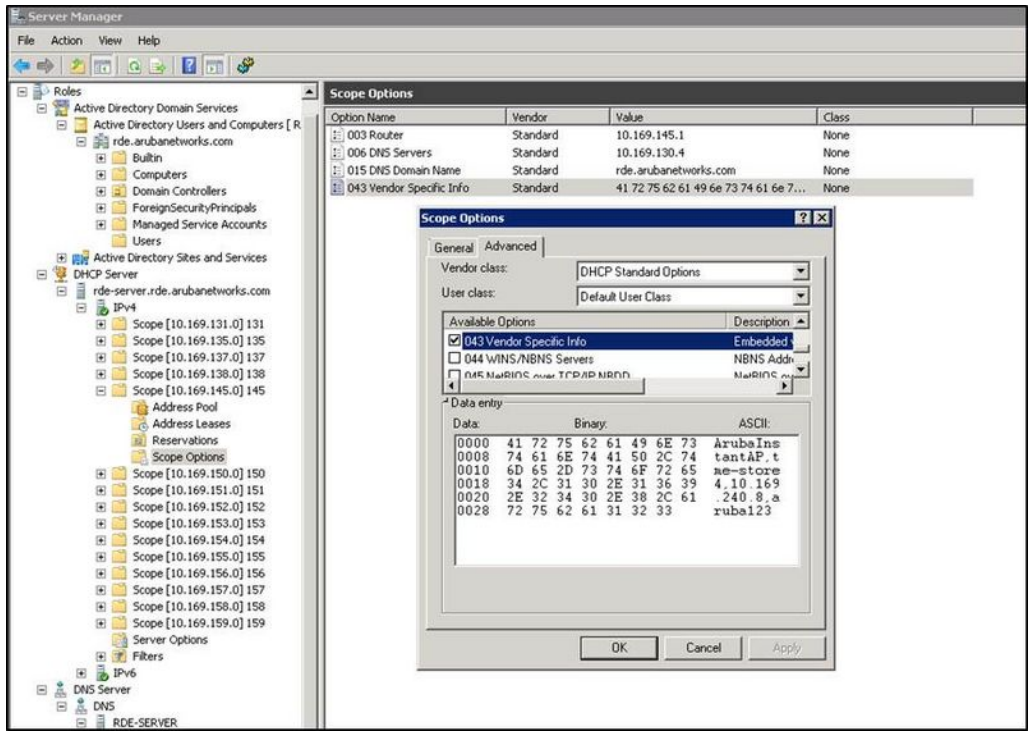 Server Manager
File Action View Help
Roles
Active Directory Domain Services
Active Directory Users and Computers [ R
rde.arubanetworks.com
Builtin
Computers
Domain Controllers
ForeignSecurityPrincipals
Managed Service Accounts
Users
Active Directory Sites and Services
DHCP Server
rde-server.rde.arubanetworks.com
IPv4
Scope [10.169.131.0] 131
Scope [10.169.135.0] 135
Scope [10.169.137.0] 137
Scope [10.169.138.0] 138
Scope [10.169.145.0] 145
Address Pool
Address Leases
Reservations
Scope Options
Scope [10.169.150.0] 150
Scope [10.169.151.0] 151
Scope [10.169.152.0] 152
Scope [10.169.153.0] 153
Scope [10.169.154.0] 154
Scope [10.169.155.0] 155
Scope [10.169.156.0] 156
Scope [10.169.157.0] 157
Scope [10.169.158.0] 158
Scope [10.169.159.0] 159
Server Options
Filters
IPv6
DNS Server
DNS
RDE-SERVER
Scope Options
Option Name Vendor Value Class
003 Router Standard 10.169.145.1 None
006 DNS Servers Standard 10.169.130.4 None
015 DNS Domain Name Standard rde.arubanetworks.com None
043 Vendor Specific Info Standard 41 72 75 62 61 49 6e 73 74 61 6e 7... None
Scope Options
General Advanced
Vendor class: DHCP Standard Options
User class: Default User Class
Available Options Description
043 Vendor Specific Info Embedded v
044 WINS/NBNS Servers NBNS Addr
045 NetBIOS over TCP/IP NBDD NetBIOS ov
Data entry
Data: Binary: ASCII:
0000 41 72 75 62 61 49 6E 73 ArubaIns
0008 74 61 6E 74 41 50 2C 74 tantAP,t
0010 6D 65 2D 73 74 6F 72 65 me-store
0018 34 2C 31 30 2E 31 36 39 4,10.169
0020 2E 32 34 30 2E 38 2C 61 .240.8,a
0028 72 75 62 61 31 32 33 ruba123
OK Cancel Apply